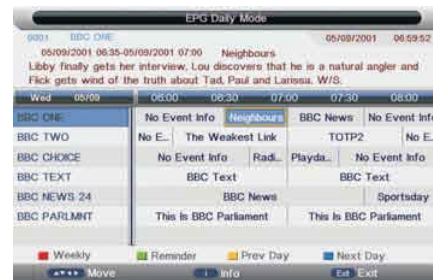 EPG Daily Mode
0001 BBC ONE 05/09/2001 06:59:52
05/09/2001 06:35-05/09/2001 07:00 Neighbours
Libby finally gets her interview, Lou discovers that he is a natural angler and
Flick gets wind of the truth about Tad, Paul and Larissa. W/S.
Wed 05/09 06:00 06:30 07:00 07:30 08:00
BBC ONE No Event Info Neighbours BBC News No Event Info
BBC TWO No E... The Weakest Link TOTP2 No E.
BBC CHOICE No Event Info Radi... Playda... No Event Info
BBC TEXT BBC Text BBC Text
BBC NEWS 24 BBC News Sportsday
BBC PARLMNT This Is BBC Parliament This Is BBC Parliament
Weekly Reminder Prev Day Next Day
Move i Info Exit Exit